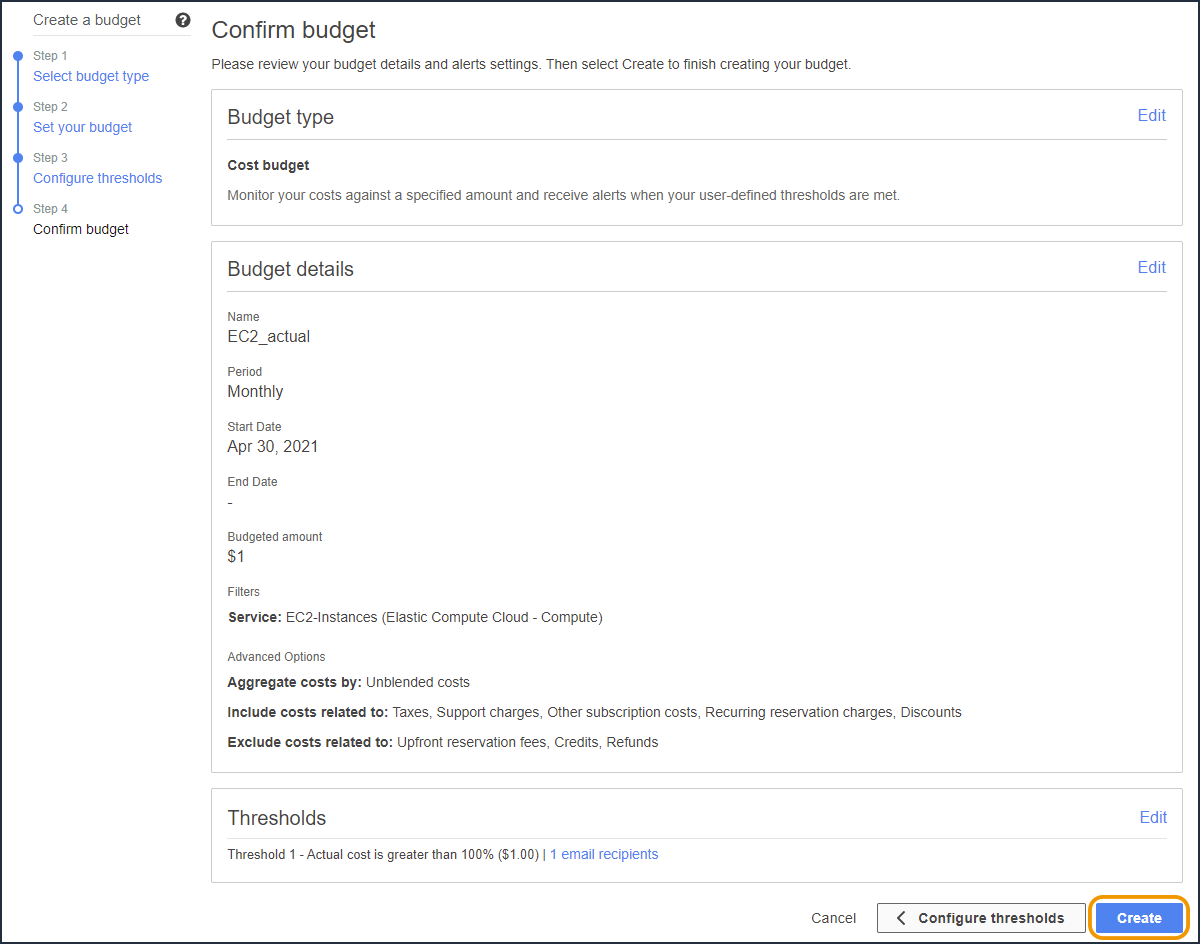 Create a budget
Step 1
Select budget type
Step 2
Set your budget
Step 3
Configure thresholds
Step 4
Confirm budget
Confirm budget
Please review your budget details and alerts settings. Then select Create to finish creating your budget.
Budget type
Edit
Cost budget
Monitor your costs against a specified amount and receive alerts when your user-defined thresholds are met.
Budget details
Edit
Name
EC2_actual
Period
Monthly
Start Date
Apr 30, 2021
End Date
-
Budgeted amount
$1
Filters
Service: EC2-Instances (Elastic Compute Cloud - Compute)
Advanced Options
Aggregate costs by: Unblended costs
Include costs related to: Taxes, Support charges, Other subscription costs, Recurring reservation charges, Discounts
Exclude costs related to: Upfront reservation fees, Credits, Refunds
Thresholds
Edit
Threshold 1 - Actual cost is greater than 100% ($1.00) | 1 email recipients
Cancel
Configure thresholds
Create